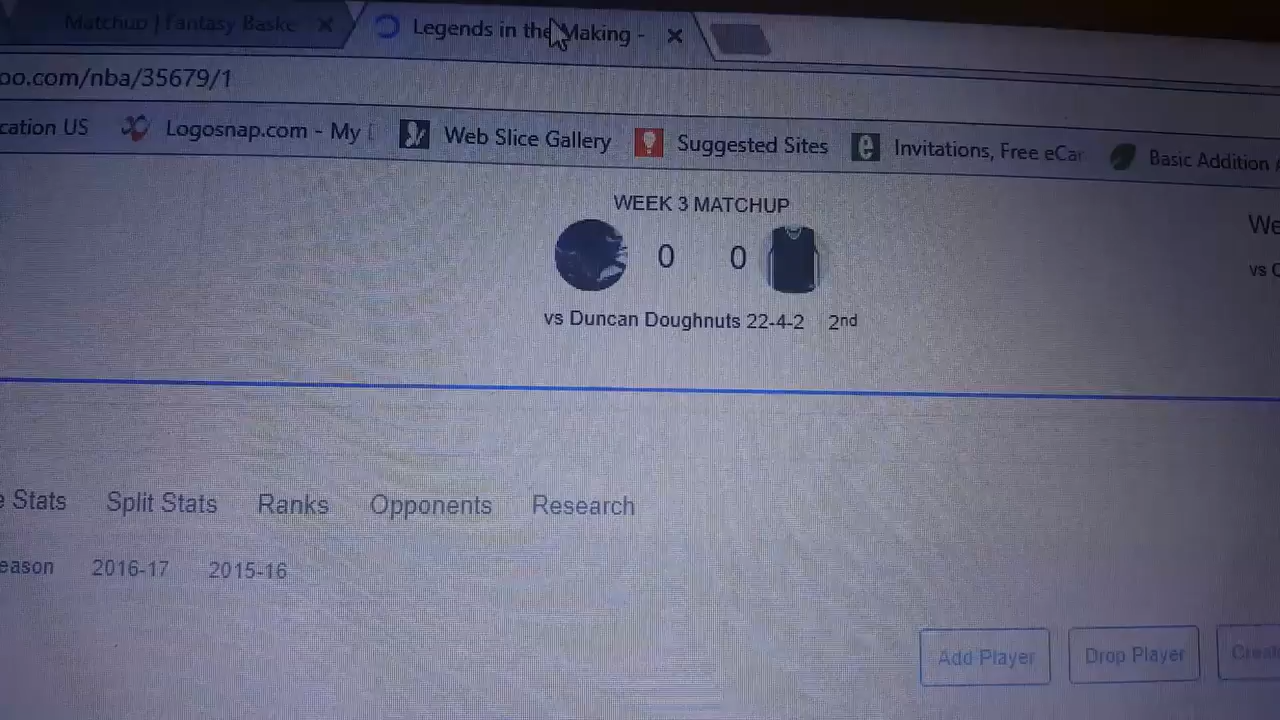 Matchup | Fantasy Baske
Legends in the Making -
oo.com/nba/35679/1
cation US
Logosnap.com - My
Web Slice Gallery
Suggested Sites
Invitations, Free eCar
Basic Addition
WEEK 3 MATCHUP
0 0
vs Duncan Doughnuts 22-4-2 2nd
We
vs
e Stats Split Stats Ranks Opponents Research
eason 2016-17 2015-16
Add Player Drop Player Creat